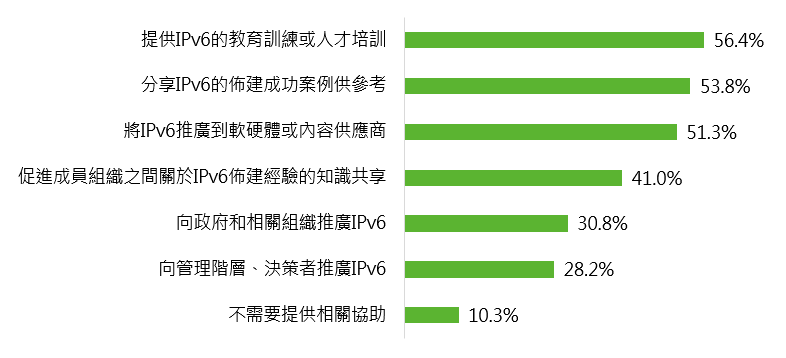 提供IPv6的教育訓練或人才培訓 56.4%
分享IPv6的佈建成功案例供參考 53.8%
將IPv6推廣到軟硬體或內容供應商 51.3%
促進成員組織之間關於IPv6佈建經驗的知識共享 41.0%
向政府和相關組織推廣IPv6 30.8%
向管理階層、決策者推廣IPv6 28.2%
不需要提供相關協助 10.3%